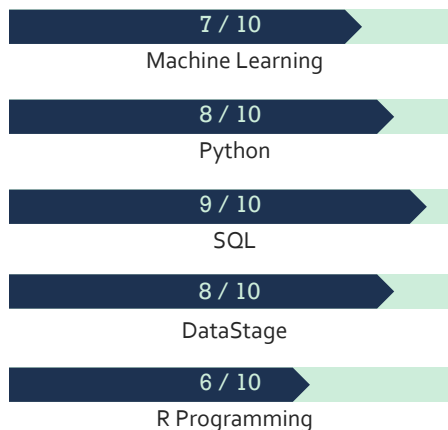 7 / 10
Machine Learning
8 / 10
Python
9 / 10
SQL
8 / 10
DataStage
6 / 10
R Programming